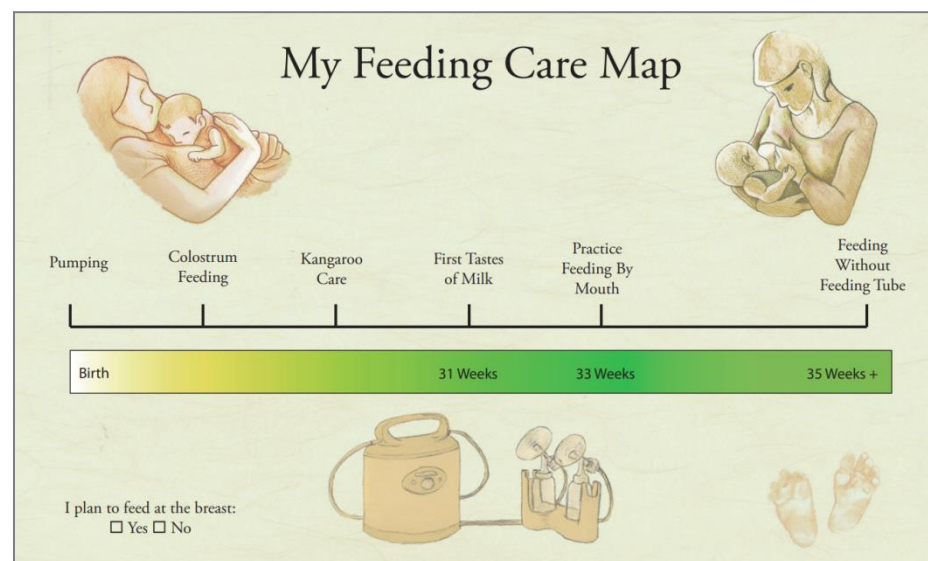 My Feeding Care Map
Pumping
Colostrum
Feeding
Kangaroo
Care
First Tastes
of Milk
Practice
Feeding By
Mouth
Feeding
Without
Feeding Tube
Birth
31 Weeks
33 Weeks
35 Weeks +
I plan to feed at the breast:
☐ Yes ☐ No